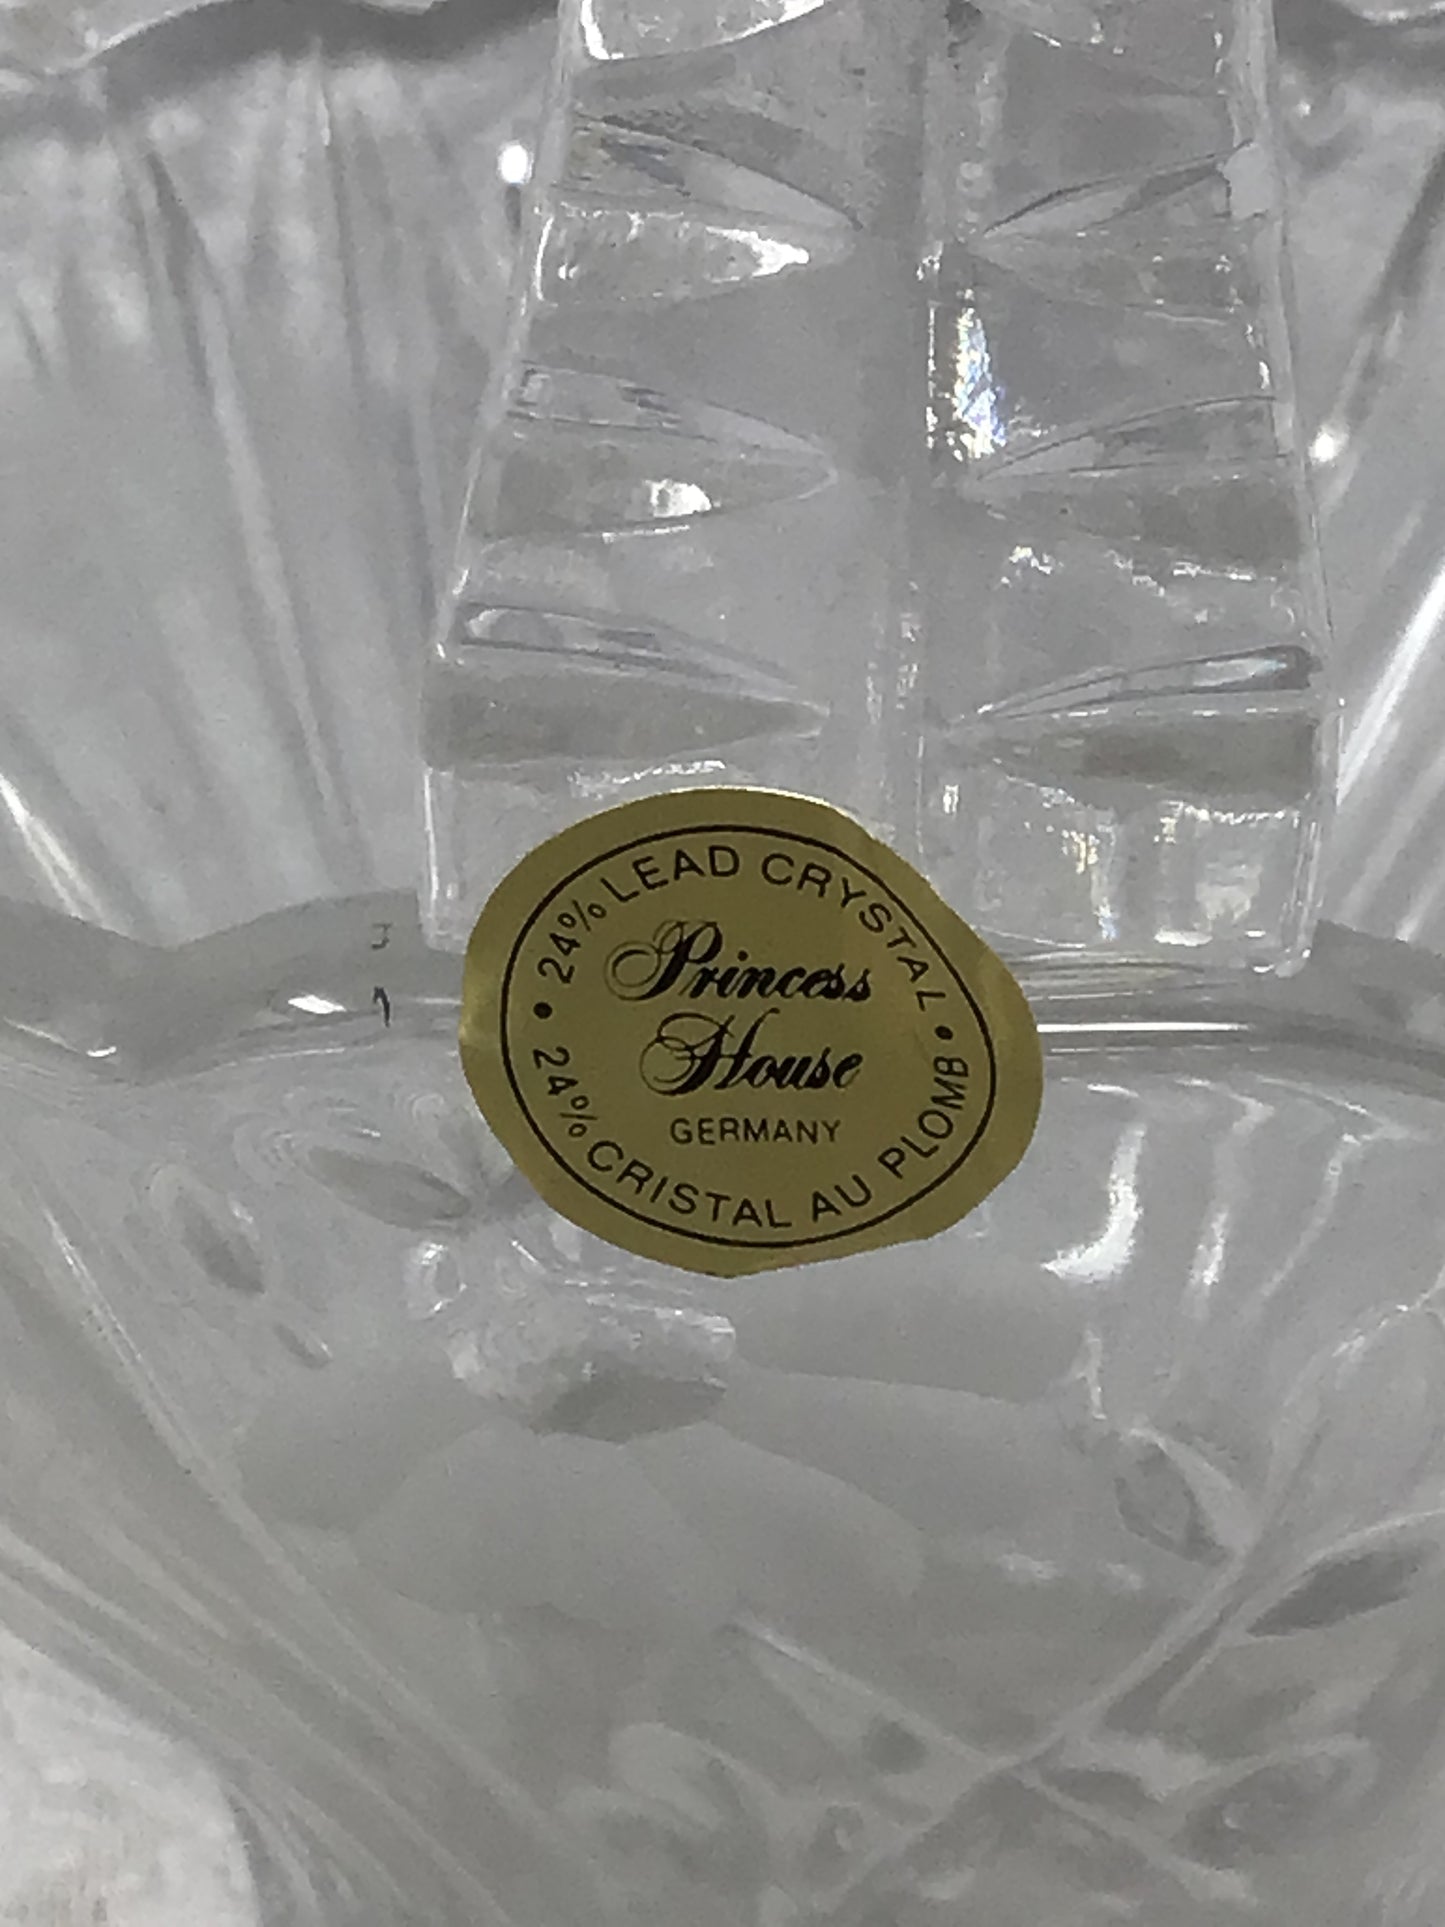 • 24% LEAD CRYSTAL •
Princess
House
GERMANY
24% CRISTAL AU PLOMB